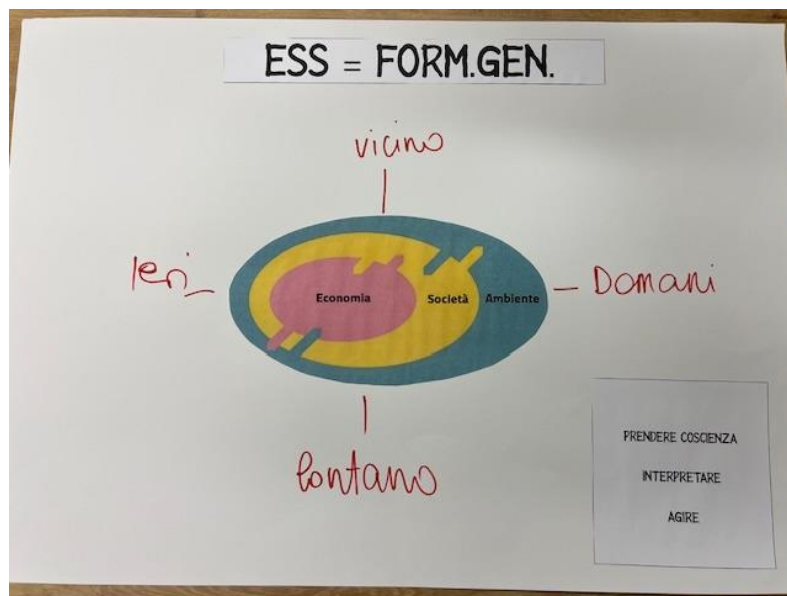 ESS = FORM.GEN.
vicino
Ieri
Economia Società Ambiente
Domani
lontano
PRENDERE COSCIENZA
INTERPRETARE
AGIRE